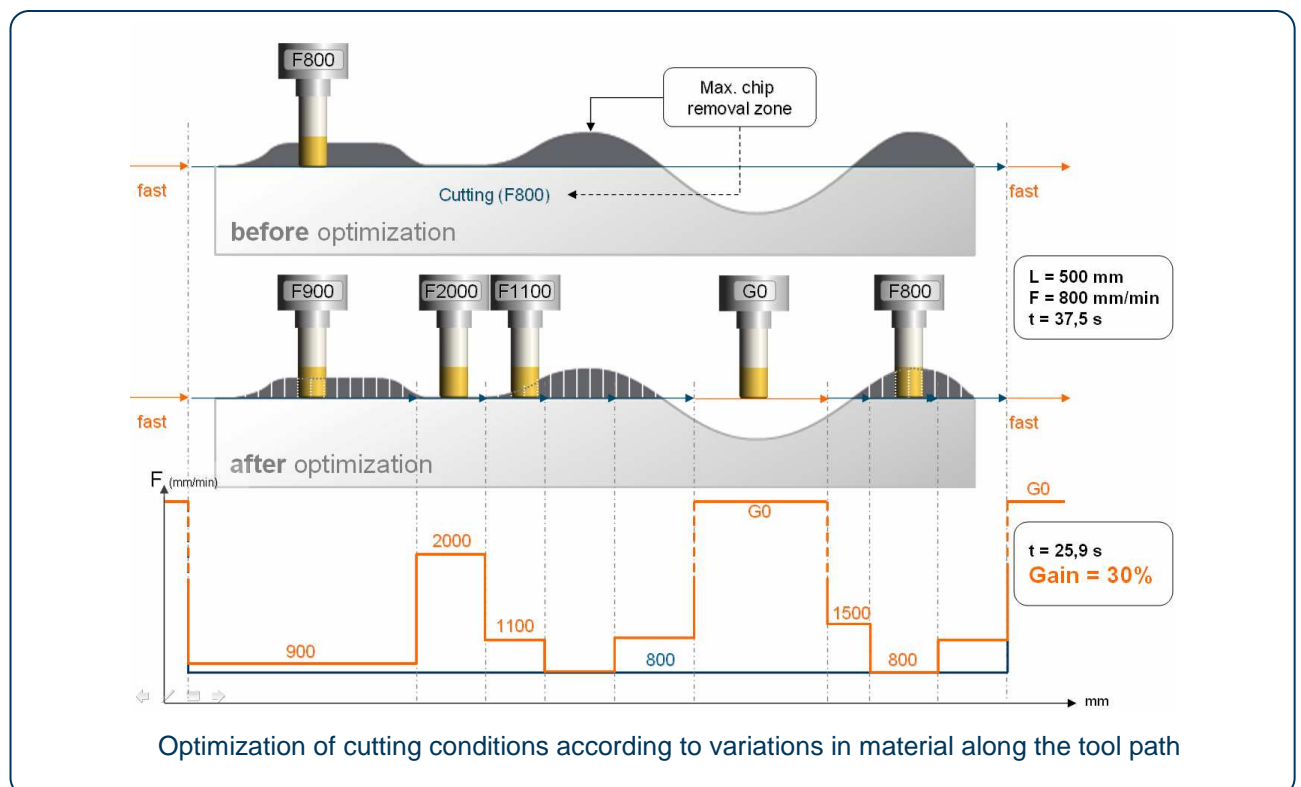 F800
Max. chip
removal zone
fast
Cutting (F800)
fast
before optimization
F900
F2000
F1100
G0
F800
L = 500 mm
F = 800 mm/min
t = 37,5 s
fast
fast
after optimization
F (mm/min)
G0
G0
2000
t = 25,9 s
Gain = 30%
1500
1100
900
800
800
mm
Optimization of cutting conditions according to variations in material along the tool path